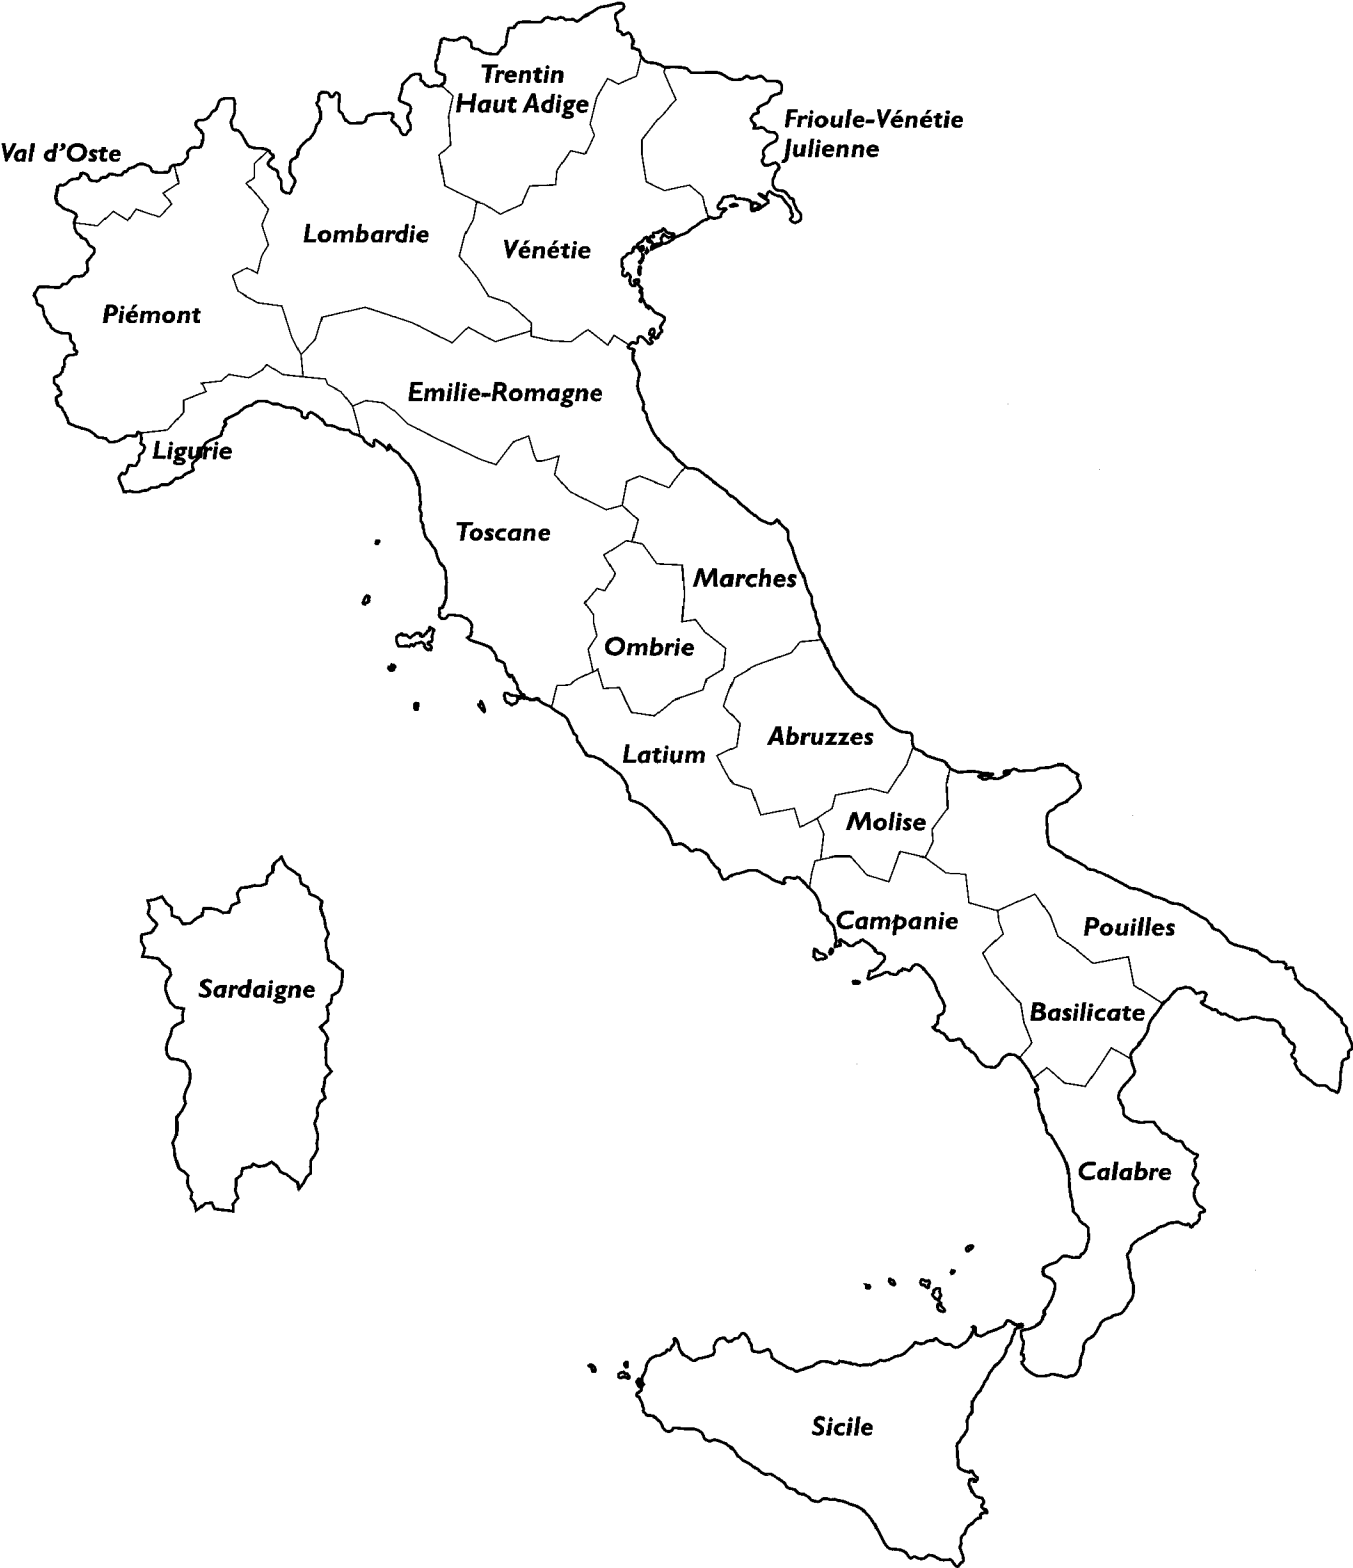 Trentin
Haut Adige
Frioule-Vénétie
Julienne
Val d'Oste
Lombardie
Vénétie
Piémont
Emilie-Romagne
Ligurie
Toscane
Marches
Ombrie
Abruzzes
Latium
Molise
Campanie
Pouilles
Sardaigne
Basilicate
Calabre
Sicile